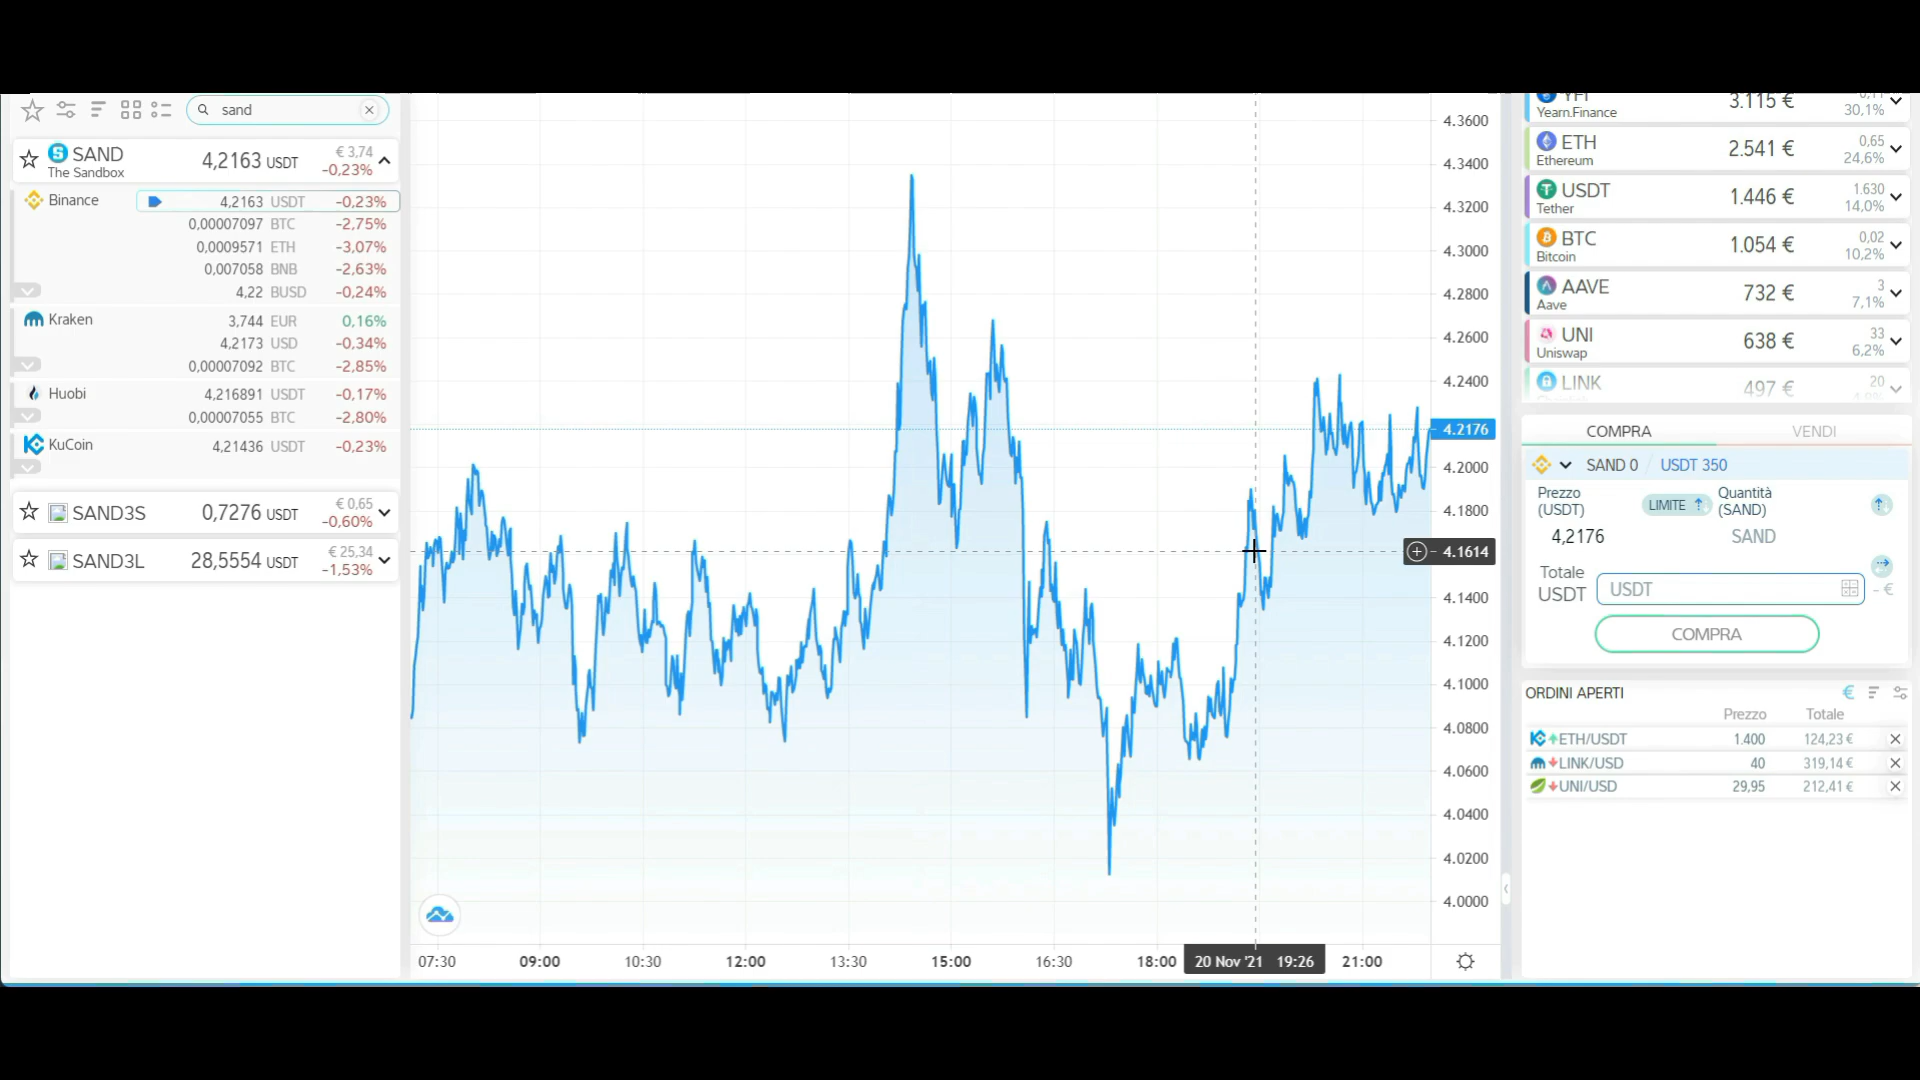 sand
SAND
4,2163 USDT
€ 3,74
The Sandbox
-0,23%
Binance
4,2163 USDT -0,23%
0,00007097 BTC -2,75%
0,0009571 ETH -3,07%
0,007058 BNB -2,63%
4,22 BUSD -0,24%
Kraken
3,744 EUR 0,16%
4,2173 USD -0,34%
0,00007092 BTC -2,85%
Huobi
4,216891 USDT -0,17%
0,00007055 BTC -2,80%
KuCoin
4,21436 USDT -0,23%
SAND3S
0,7276 USDT
€ 0,65
-0,60%
SAND3L
28,5554 USDT
€ 25,34
-1,53%
4.3600
4.3400
4.3200
4.3000
4.2800
4.2600
4.2400
4.2176
4.2000
4.1800
4.1614
4.1400
4.1200
4.1000
4.0800
4.0600
4.0400
4.0200
4.0000
07:30 09:00 10:30 12:00 13:30 15:00 16:30 18:00 20 Nov '21 19:26 21:00
YFI
3.115 €
Yearn.Finance
30,1%
ETH
2.541 €
0,65
Ethereum
24,6%
USDT
1.446 €
1.630
Tether
14,0%
BTC
1.054 €
0,02
Bitcoin
10,2%
AAVE
732 €
3
Aave
7,1%
UNI
638 €
33
Uniswap
6,2%
LINK
497 €
20
COMPRA VENDI
SAND 0 / USDT 350
Prezzo
(USDT)
LIMITE
Quantità
(SAND)
4,2176 SAND
Totale
USDT
USDT
- €
COMPRA
ORDINI APERTI
€
Prezzo Totale
ETH/USDT 1.400 124,23 €
LINK/USD 40 319,14 €
UNI/USD 29,95 212,41 €